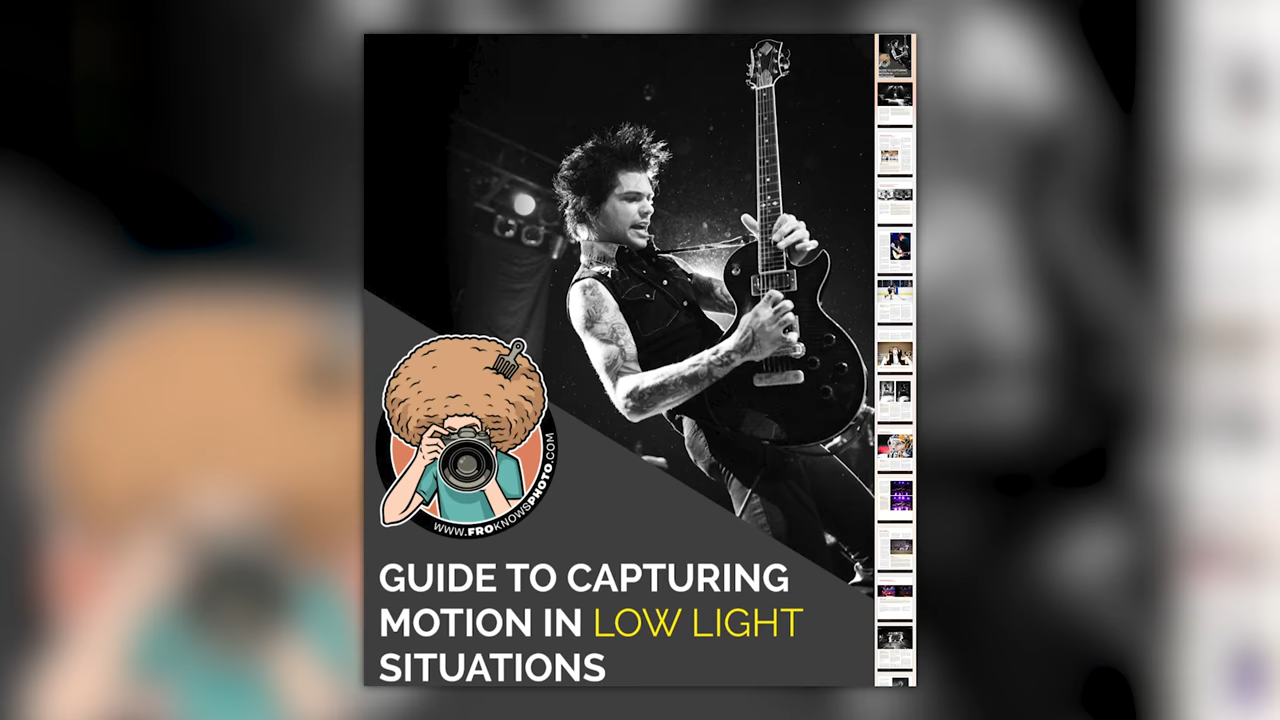 WWW.FROKNOWSPHOTO.COM
GUIDE TO CAPTURING
MOTION IN LOW LIGHT
SITUATIONS